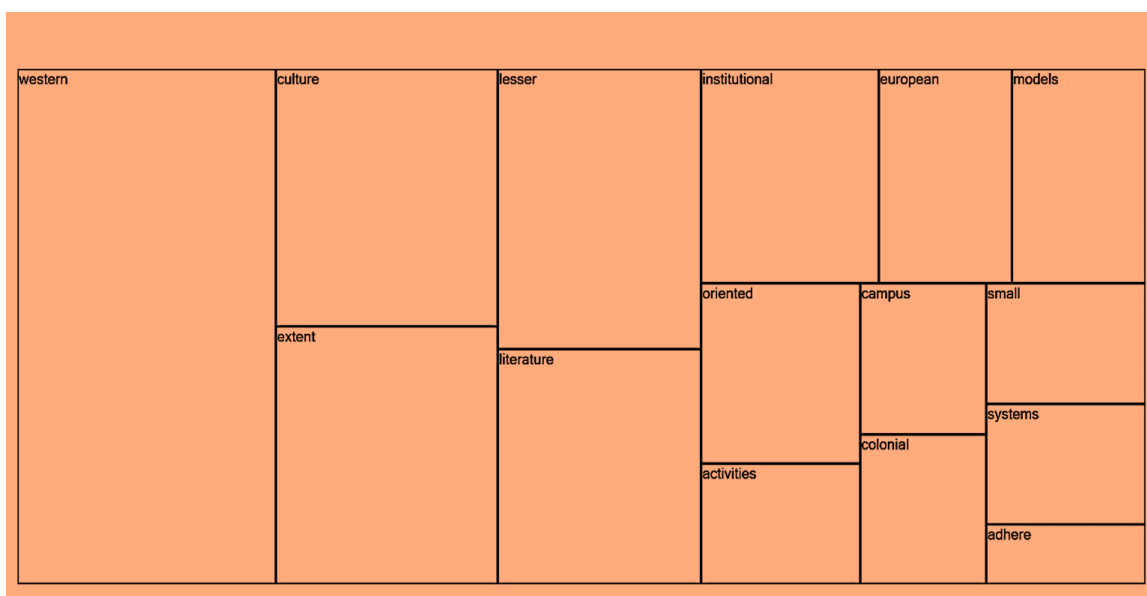 western
culture
lesser
institutional
european
models
oriented
campus
small
extent
literature
systems
colonial
activities
adhere